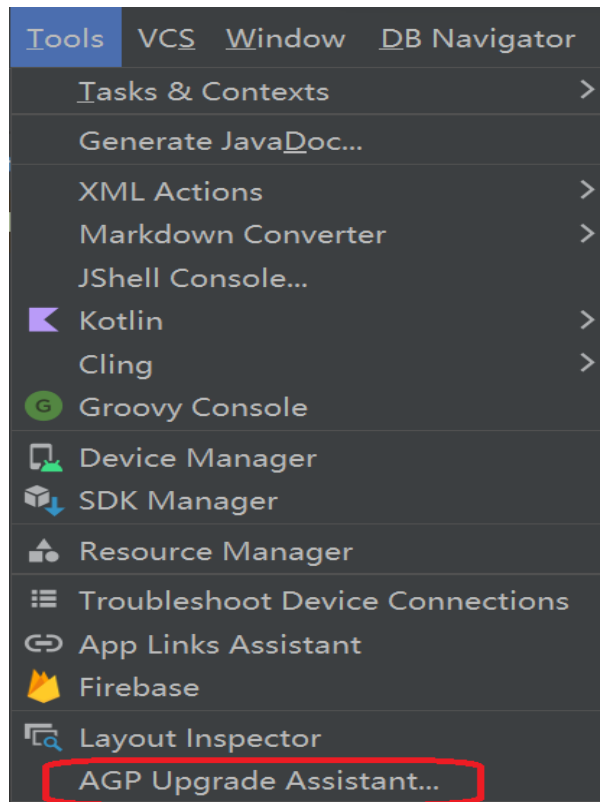 Tools VCS Window DB Navigator
Tasks & Contexts
Generate JavaDoc...
XML Actions
Markdown Converter
JShell Console...
Kotlin
Cling
G Groovy Console
Device Manager
SDK Manager
Resource Manager
Troubleshoot Device Connections
App Links Assistant
Firebase
Layout Inspector
AGP Upgrade Assistant...